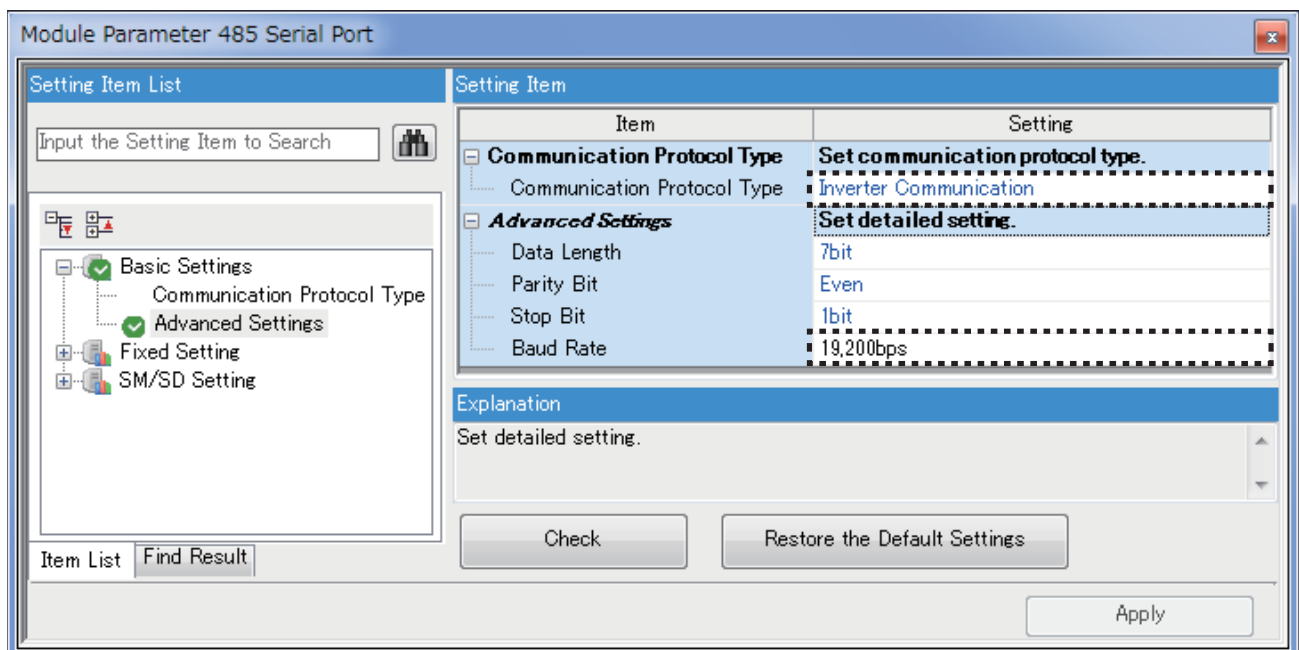 Module Parameter 485 Serial Port
x
Setting Item List
Input the Setting Item to Search
Basic Settings
Communication Protocol Type
Advanced Settings
Fixed Setting
SM/SD Setting
Item List
Find Result
Setting Item
Item Setting
Communication Protocol Type Set communication protocol type.
Communication Protocol Type Inverter Communication
Advanced Settings Set detailed setting.
Data Length 7bit
Parity Bit Even
Stop Bit 1bit
Baud Rate 19,200bps
Explanation
Set detailed setting.
Check
Restore the Default Settings
Apply